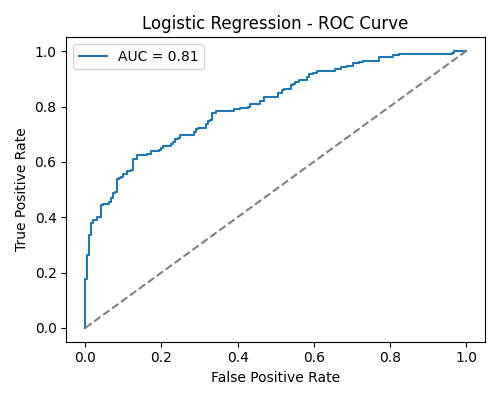 Logistic Regression - ROC Curve
AUC = 0.81
True Positive Rate
1.0
0.8
0.6
0.4
0.2
0.0
0.0 0.2 0.4 0.6 0.8 1.0
False Positive Rate